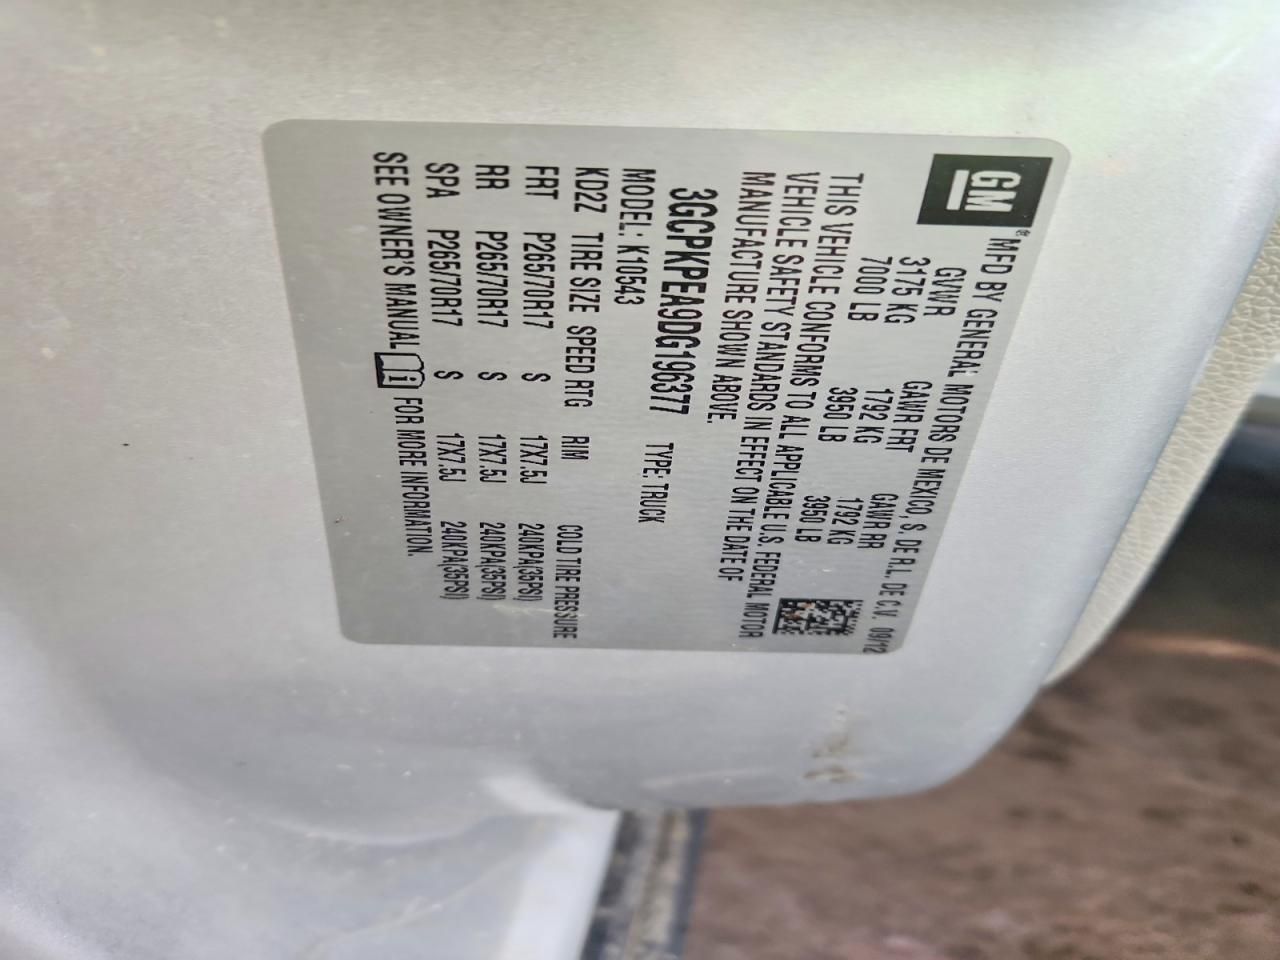 GM
® MFD BY GENERAL MOTORS DE MEXICO, S. DE R.L. DE C.V. 09/12
GVWR GAWR FRT GAWR RR
3175 KG 1792 KG 1792 KG
7000 LB 3950 LB 3950 LB
THIS VEHICLE CONFORMS TO ALL APPLICABLE U.S. FEDERAL MOTOR
VEHICLE SAFETY STANDARDS IN EFFECT ON THE DATE OF
MANUFACTURE SHOWN ABOVE.
3GCPKPEA9DG196377 TYPE: TRUCK
MODEL: K10543
KD2Z TIRE SIZE SPEED RTG RIM COLD TIRE PRESSURE
FRT P265/70R17 S 17X7.5J 240KPA(35PSI)
RR P265/70R17 S 17X7.5J 240KPA(35PSI)
SPA P265/70R17 S 17X7.5J 240KPA(35PSI)
SEE OWNER'S MANUAL FOR MORE INFORMATION.